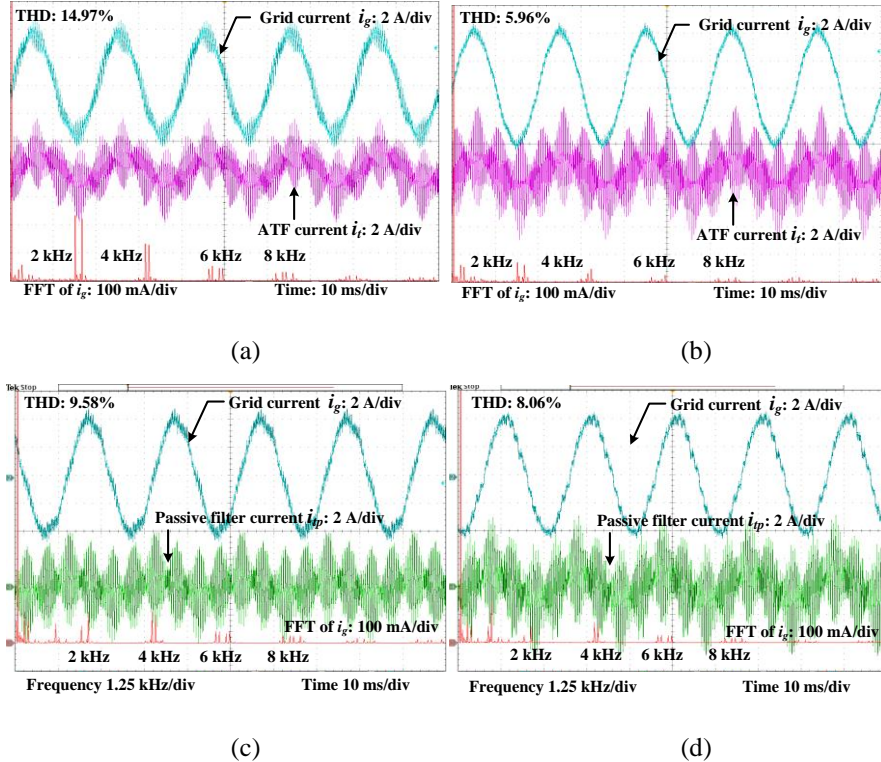 THD: 14.97%
Grid current ig: 2 A/div
ATF current it: 2 A/div
2 kHz 4 kHz 6 kHz 8 kHz
FFT of ig: 100 mA/div Time: 10 ms/div
(a)
THD: 5.96%
Grid current ig: 2 A/div
ATF current it: 2 A/div
2 kHz 4 kHz 6 kHz 8 kHz
FFT of ig: 100 mA/div Time: 10 ms/div
(b)
Tek Stop
THD: 9.58%
Grid current ig: 2 A/div
Passive filter current itp: 2 A/div
FFT of ig: 100 mA/div
2 kHz 4 kHz 6 kHz 8 kHz
Frequency 1.25 kHz/div Time 10 ms/div
(c)
Tek Stop
THD: 8.06%
Grid current ig: 2 A/div
Passive filter current itp: 2 A/div
FFT of ig: 100 mA/div
2 kHz 4 kHz 6 kHz 8 kHz
Frequency 1.25 kHz/div Time 10 ms/div
(d)